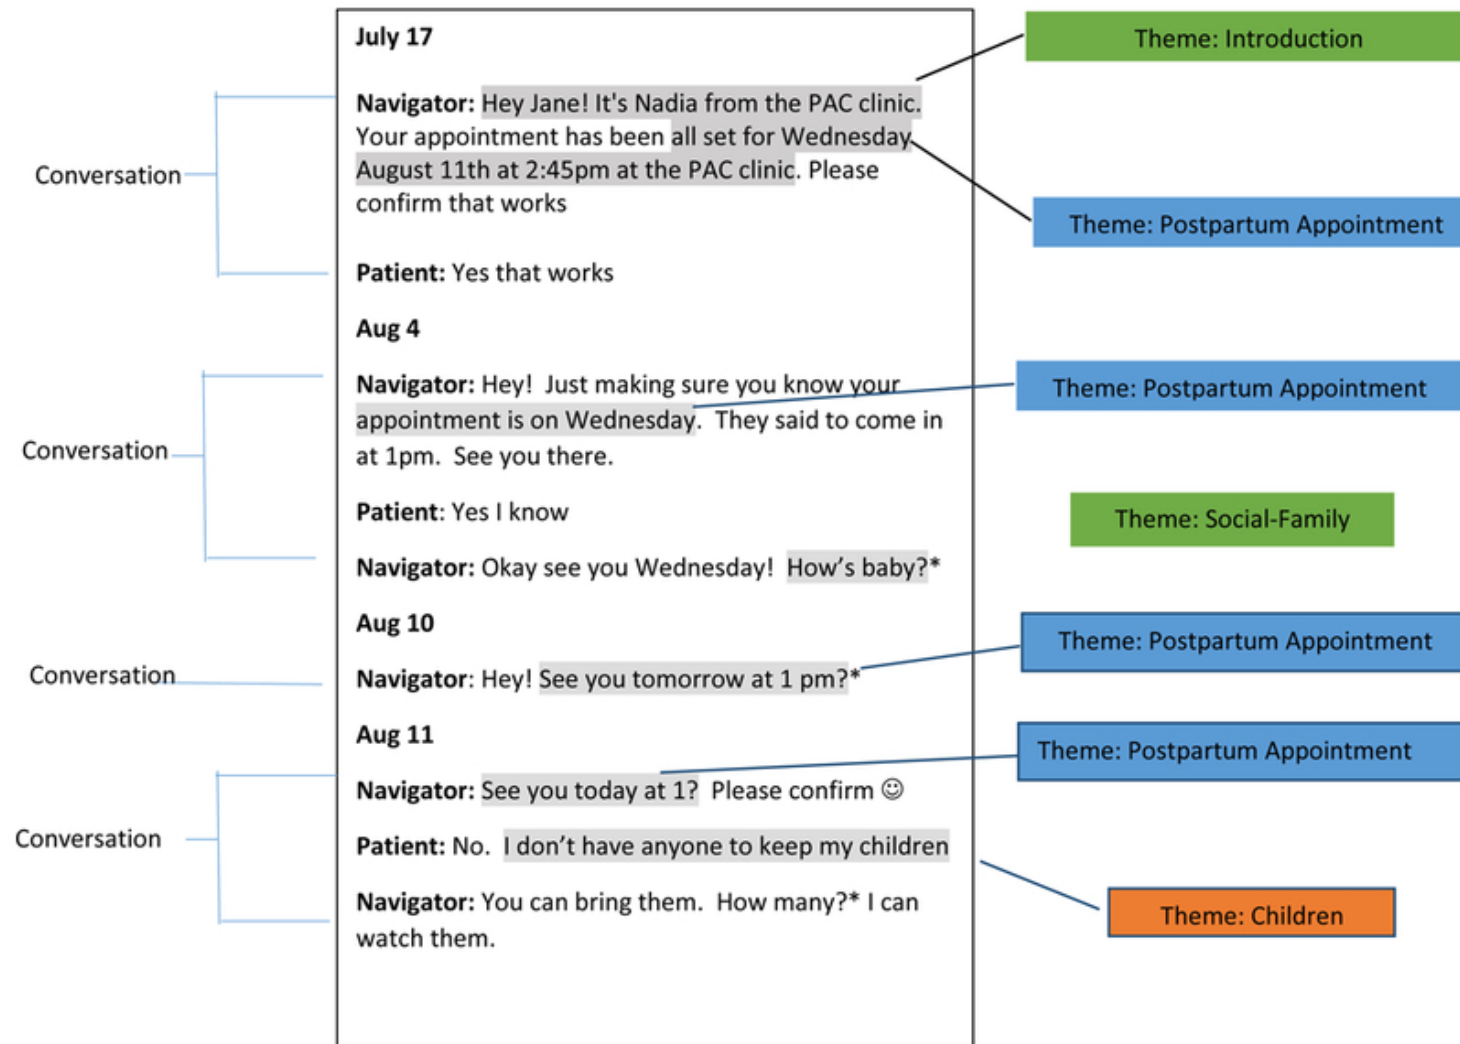 July 17
Theme: Introduction
Navigator: Hey Jane! It's Nadia from the PAC clinic.
Your appointment has been all set for Wednesday
August 11th at 2:45pm at the PAC clinic. Please
confirm that works
Conversation
Theme: Postpartum Appointment
Patient: Yes that works
Aug 4
Navigator: Hey!  Just making sure you know your
appointment is on Wednesday.  They said to come in
at 1pm.  See you there.
Theme: Postpartum Appointment
Conversation
Patient: Yes I know
Theme: Social-Family
Navigator: Okay see you Wednesday!  How's baby?*
Aug 10
Theme: Postpartum Appointment
Conversation
Navigator: Hey! See you tomorrow at 1 pm?*
Aug 11
Theme: Postpartum Appointment
Navigator: See you today at 1?  Please confirm ☺
Conversation
Patient: No.  I don't have anyone to keep my children
Navigator: You can bring them.  How many?* I can
watch them.
Theme: Children